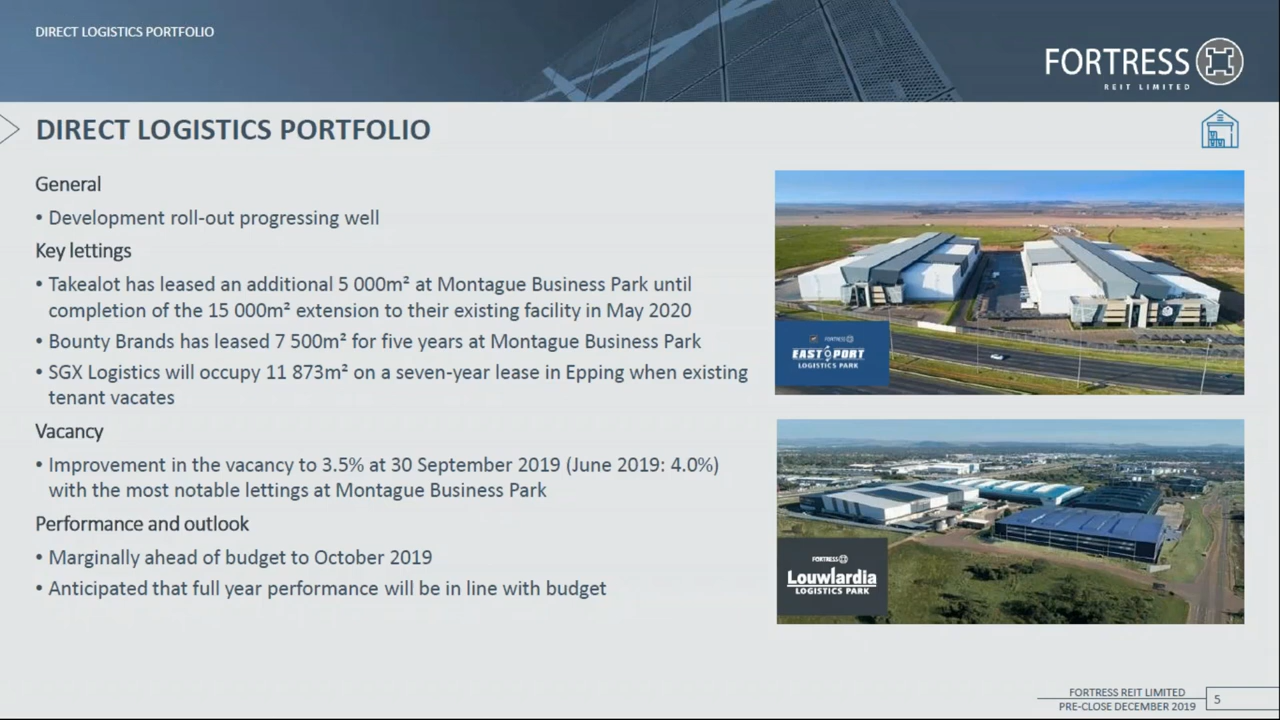 DIRECT LOGISTICS PORTFOLIO
FORTRESS
REIT LIMITED
DIRECT LOGISTICS PORTFOLIO
General
• Development roll-out progressing well
Key lettings
• Takealot has leased an additional 5 000m² at Montague Business Park until
completion of the 15 000m² extension to their existing facility in May 2020
• Bounty Brands has leased 7 500m² for five years at Montague Business Park
• SGX Logistics will occupy 11 873m² on a seven-year lease in Epping when existing
tenant vacates
Vacancy
• Improvement in the vacancy to 3.5% at 30 September 2019 (June 2019: 4.0%)
with the most notable lettings at Montague Business Park
Performance and outlook
• Marginally ahead of budget to October 2019
• Anticipated that full year performance will be in line with budget
FORTRESS
EASTPORT
LOGISTICS PARK
FORTRESS
Louwlardia
LOGISTICS PARK
FORTRESS REIT LIMITED
PRE-CLOSE DECEMBER 2019
5